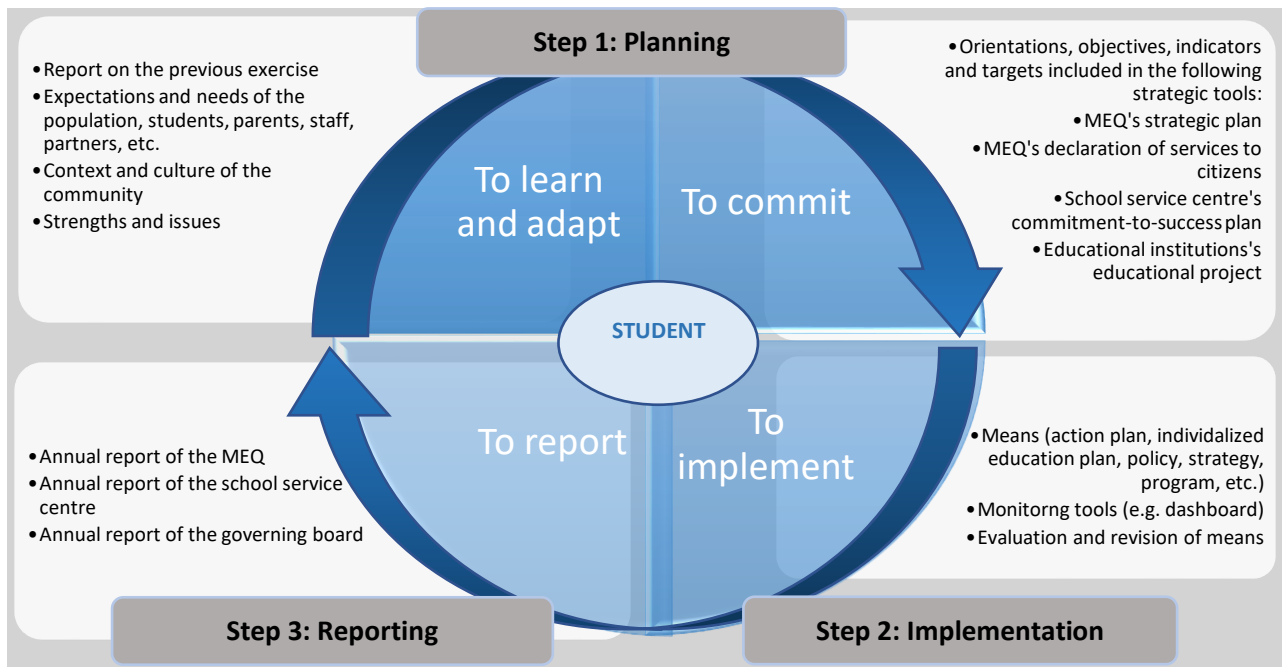 Step 1: Planning
•Report on the previous exercise
•Expectations and needs of the
population, students, parents, staff,
partners, etc.
•Context and culture of the
community
•Strengths and issues
•Orientations, objectives, indicators
and targets included in the following
strategic tools:
•MEQ's strategic plan
•MEQ's declaration of services to
citizens
•School service centre's
commitment-to-success plan
•Educational institutions's
educational project
To learn
and adapt
To commit
STUDENT
To report
To
implement
•Annual report of the MEQ
•Annual report of the school service
centre
•Annual report of the governing board
•Means (action plan, individalized
education plan, policy, strategy,
program, etc.)
•Monitorng tools (e.g. dashboard)
•Evaluation and revision of means
Step 3: Reporting
Step 2: Implementation